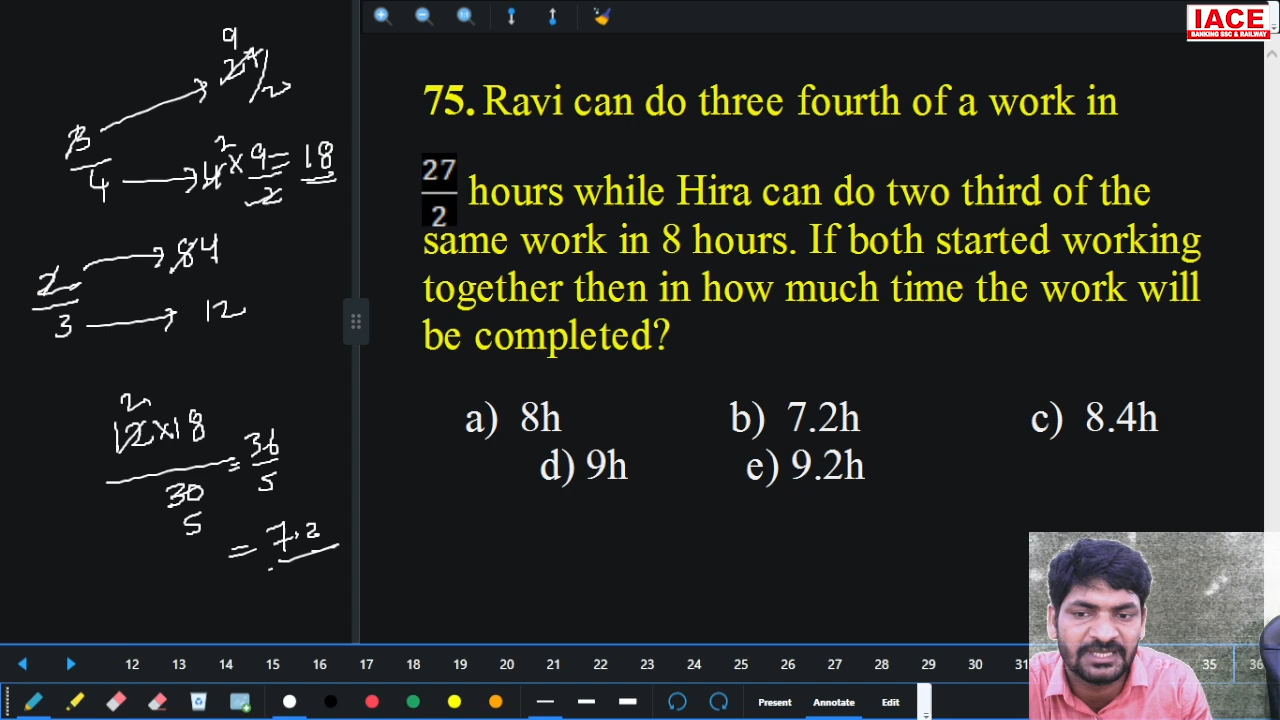 IACE
BANKING SSC & RAILWAY
75. Ravi can do three fourth of a work in
27/2 hours while Hira can do two third of the
same work in 8 hours. If both started working
together then in how much time the work will
be completed?
a) 8h b) 7.2h c) 8.4h
d) 9h e) 9.2h
9
27/2
3/4
4 2 × 9/2 = 18
2/3
8 4
12
2
12×18
30
5
= 36/5
= 7.2
12 13 14 15 16 17 18 19 20 21 22 23 24 25 26 27 28 29 30 31 35 36
Present Annotate Edit